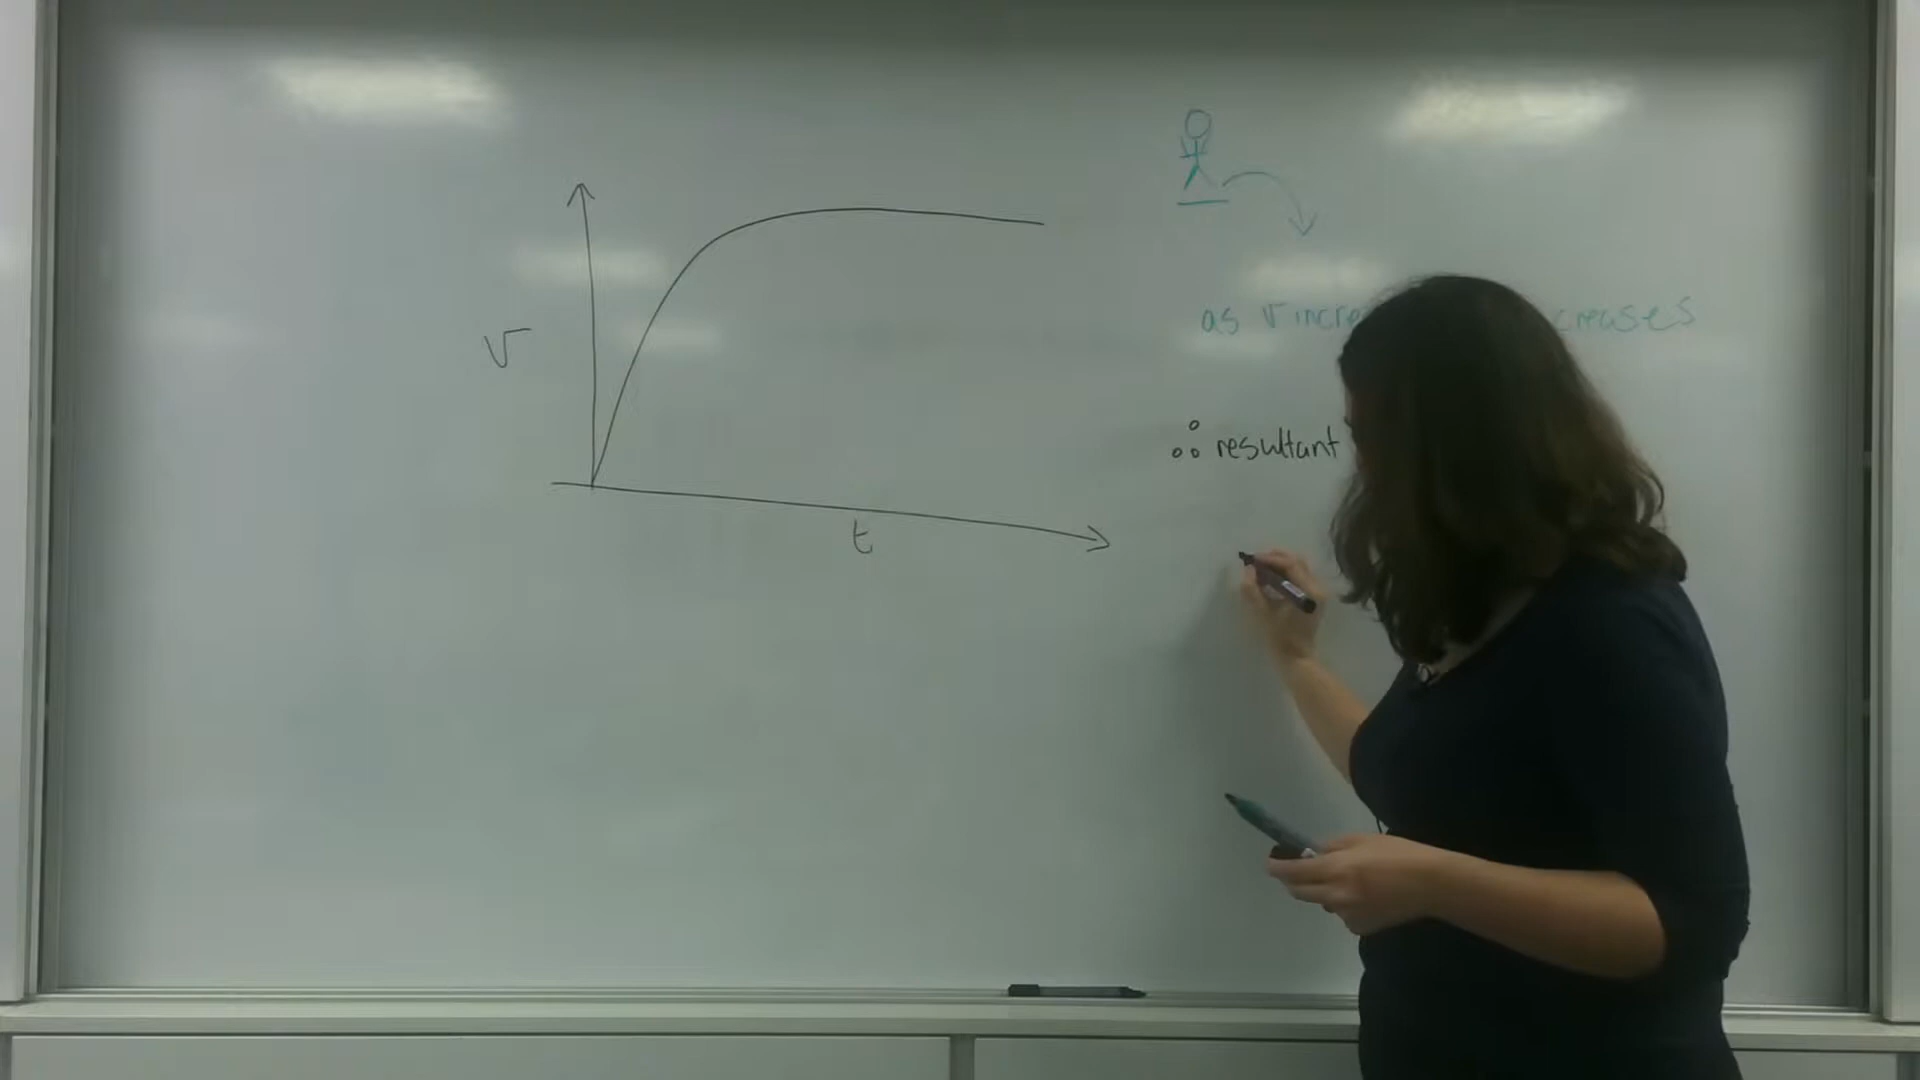 v
t
as v incre creases
∴ resultant